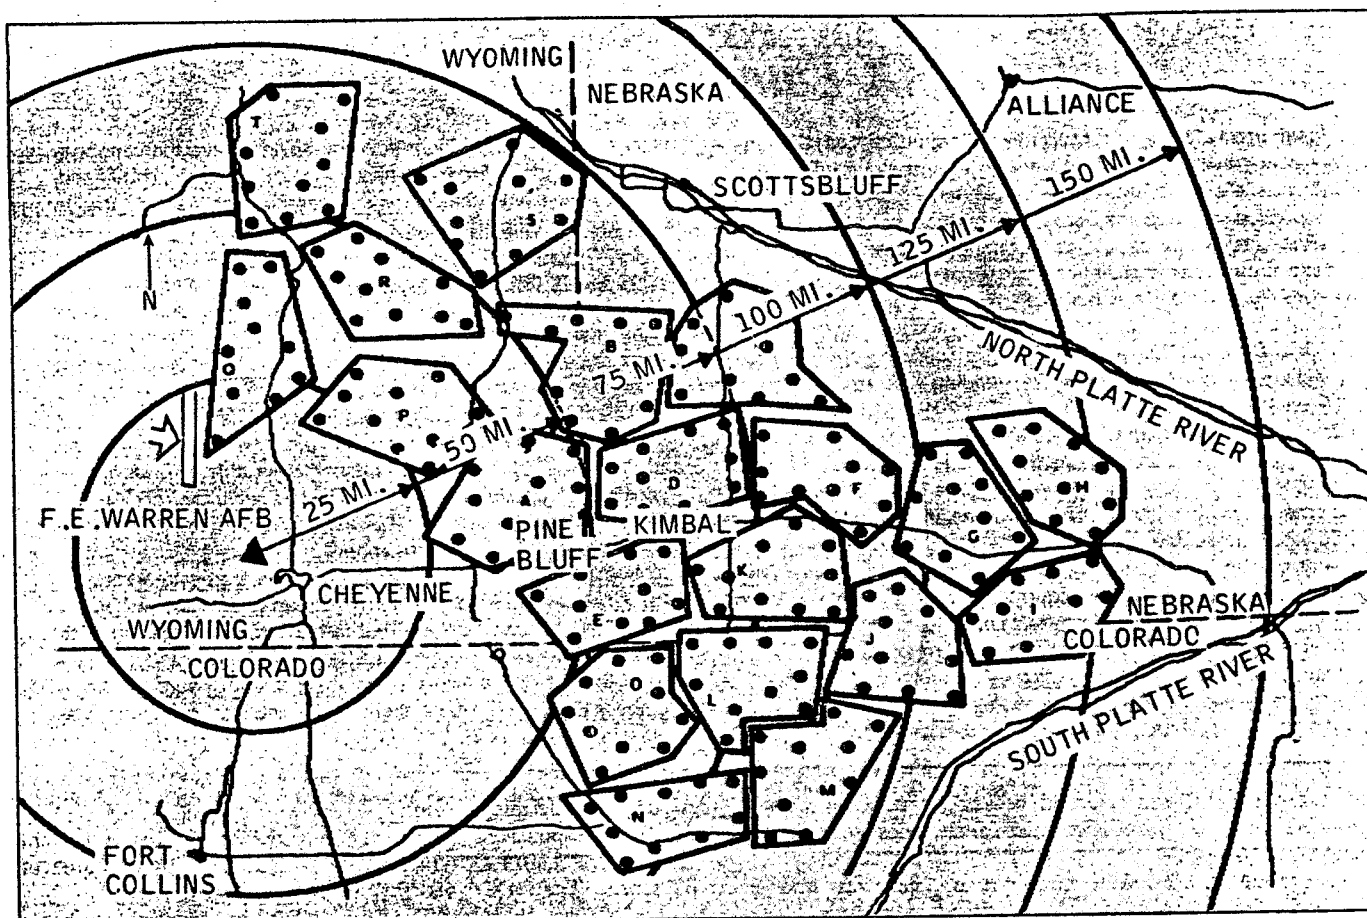 WYOMING
NEBRASKA
ALLIANCE
T
SCOTTSBLUFF
150 MI.
S
125 MI.
N
R
100 MI.
B
75 MI.
NORTH PLATTE RIVER
P
50 MI.
25 MI.
F.E.WARREN AFB
A
D
F
H
PINE
BLUFF
KIMBAL
G
CHEYENNE
K
E
I
NEBRASKA
COLORADO
WYOMING
COLORADO
J
O
L
SOUTH PLATTE RIVER
M
N
FORT
COLLINS